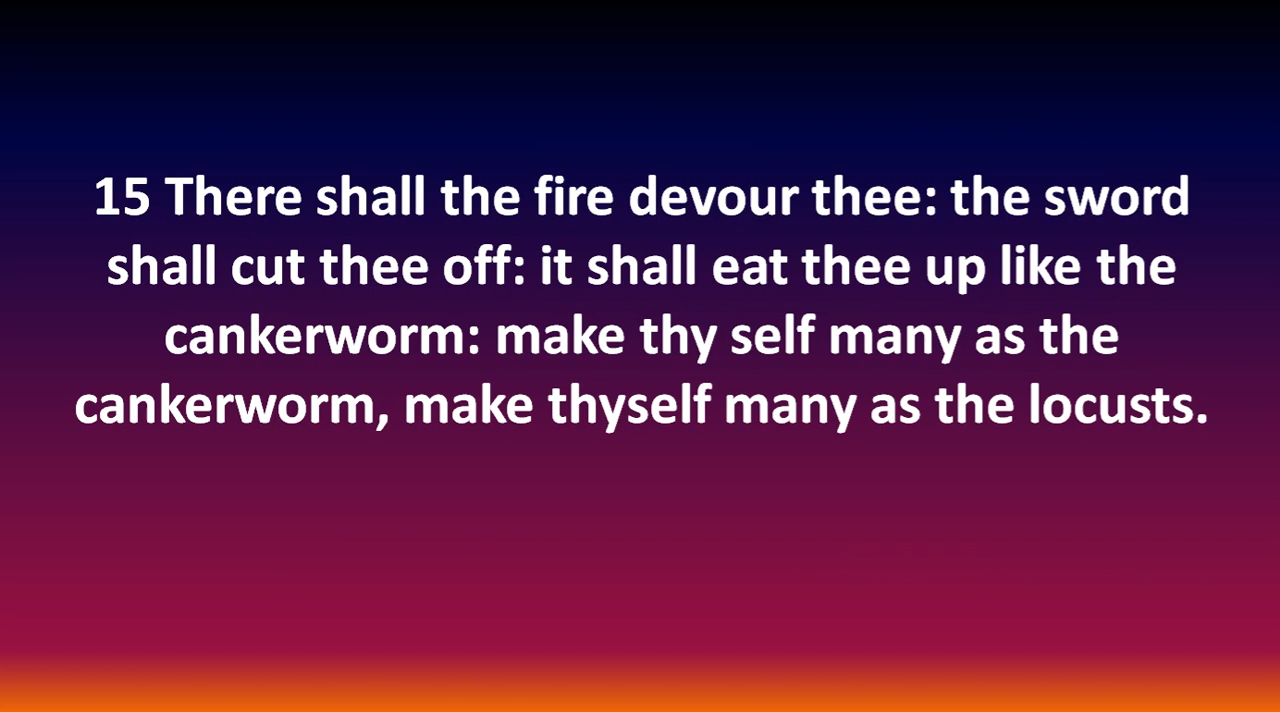 15 There shall the fire devour thee: the sword
shall cut thee off: it shall eat thee up like the
cankerworm: make thy self many as the
cankerworm, make thyself many as the locusts.